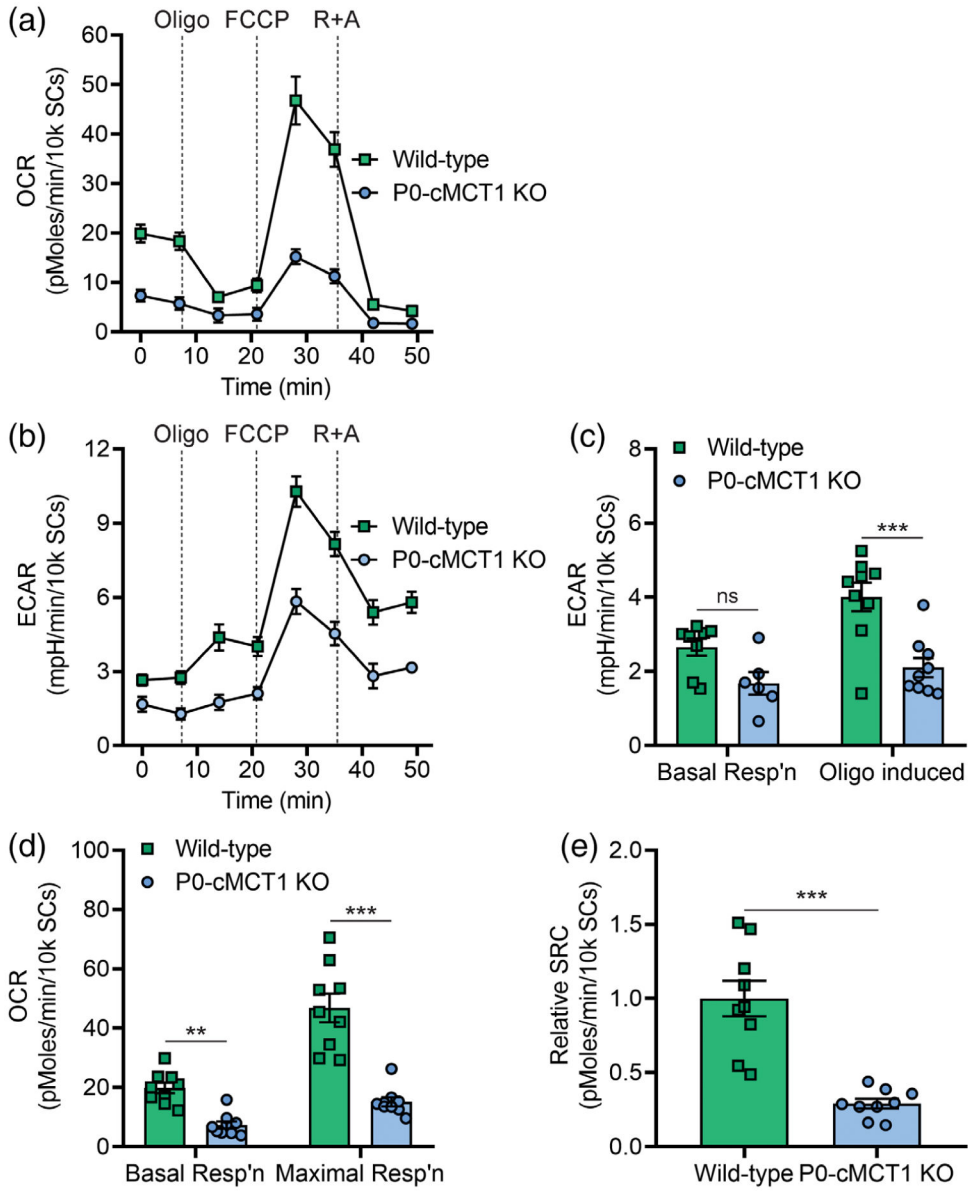 (a)
Oligo FCCP R+A
60
50
40
30
20
10
0
OCR
(pMoles/min/10k SCs)
Wild-type
P0-cMCT1 KO
0 10 20 30 40 50
Time (min)
(b)
Oligo FCCP R+A
12
9
6
3
0
ECAR
(mpH/min/10k SCs)
Wild-type
P0-cMCT1 KO
0 10 20 30 40 50
Time (min)
(c)
8
6
4
2
0
ECAR
(mpH/min/10k SCs)
Wild-type
P0-cMCT1 KO
ns
***
Basal Resp'n Oligo induced
(d)
100
80
60
40
20
0
OCR
(pMoles/min/10k SCs)
Wild-type
P0-cMCT1 KO
**
***
Basal Resp'n Maximal Resp'n
(e)
2.0
1.5
1.0
0.5
0.0
Relative SRC
(pMoles/min/10k SCs)
***
Wild-type P0-cMCT1 KO